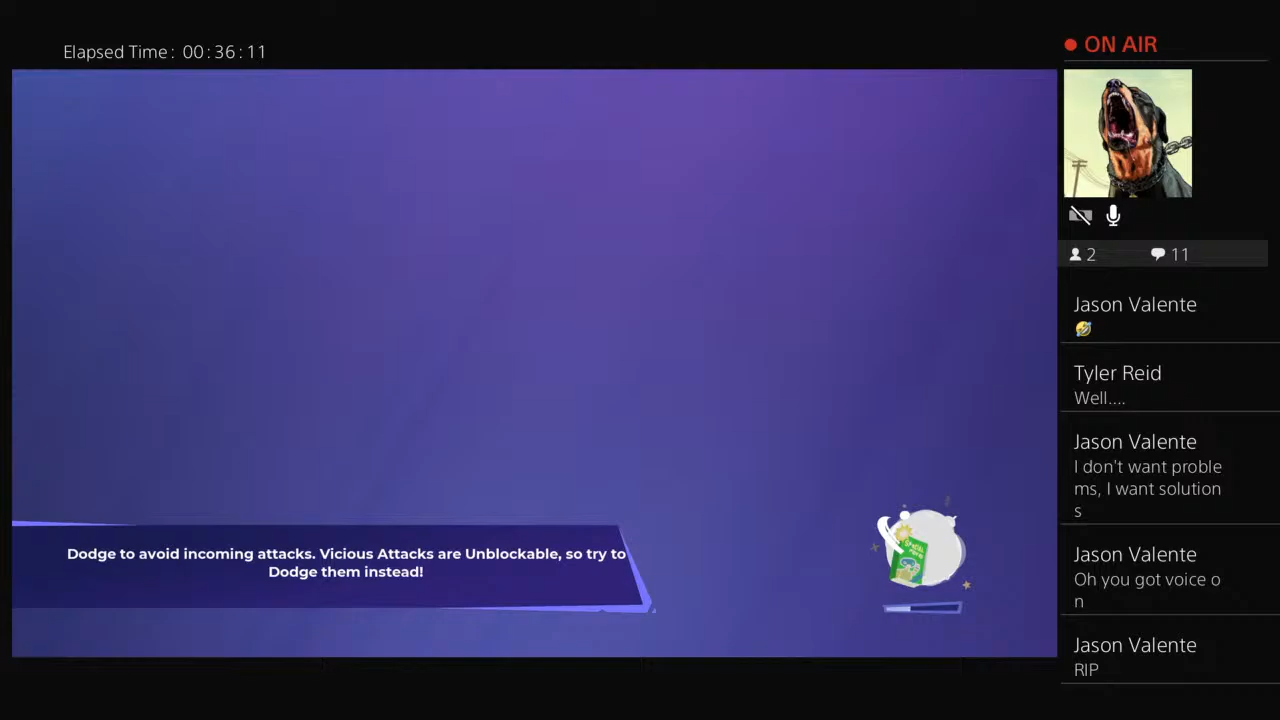 Elapsed Time: 00:36:11
ON AIR
2 11
Jason Valente
🤣
Tyler Reid
Well....
Jason Valente
I don't want proble
ms, I want solution
s
Jason Valente
Oh you got voice o
n
Jason Valente
RIP
Dodge to avoid incoming attacks. Vicious Attacks are Unblockable, so try to
Dodge them instead!